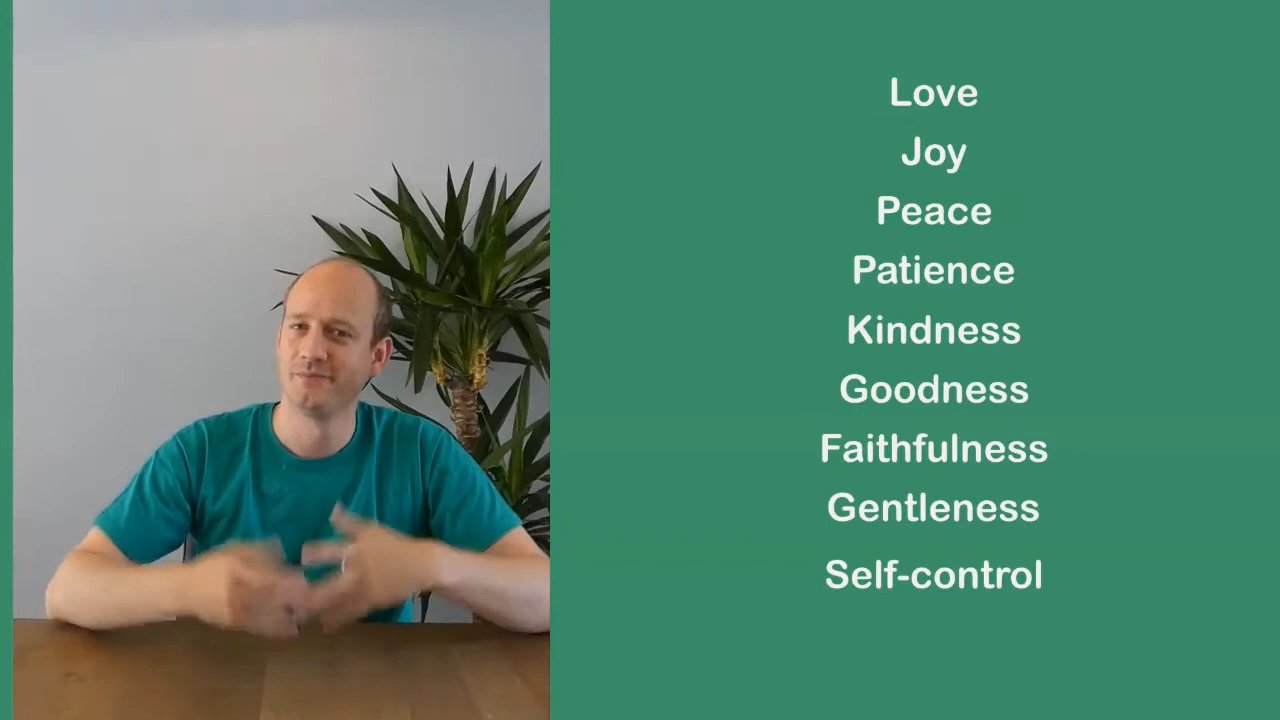 Love
Joy
Peace
Patience
Kindness
Goodness
Faithfulness
Gentleness
Self-control